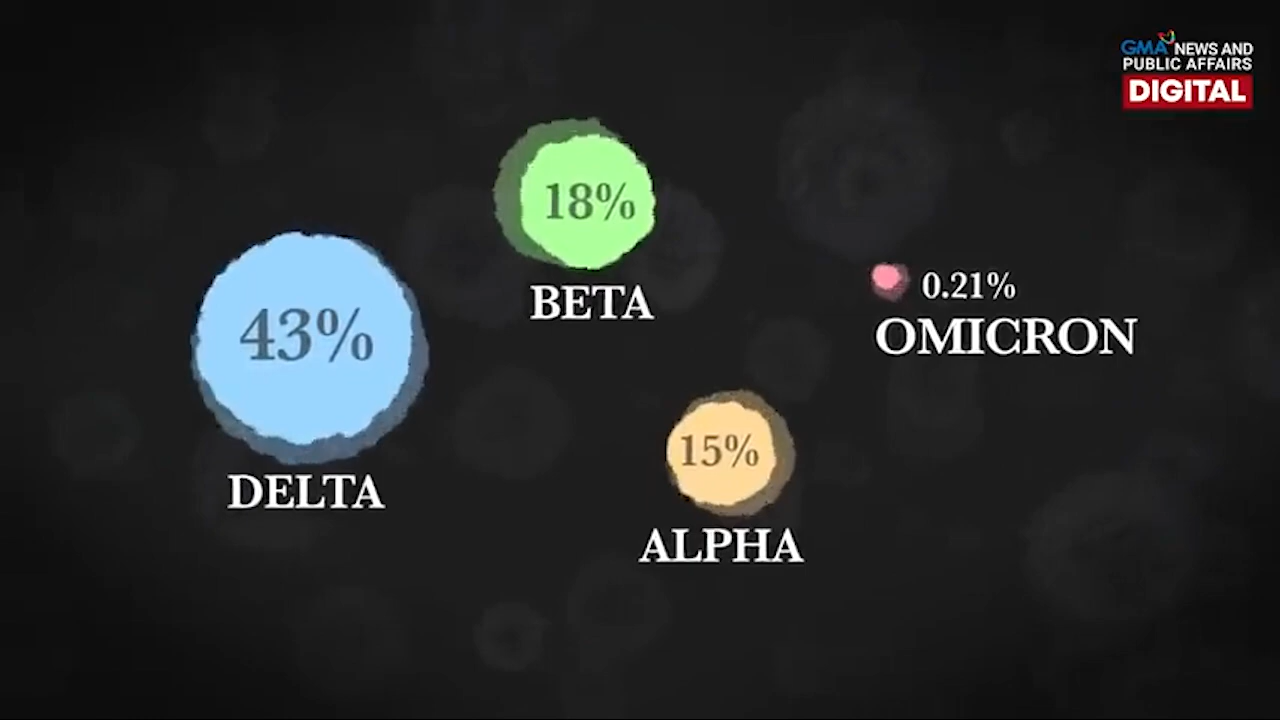 GMA NEWS AND
PUBLIC AFFAIRS
DIGITAL
18%
BETA
43%
DELTA
0.21%
OMICRON
15%
ALPHA